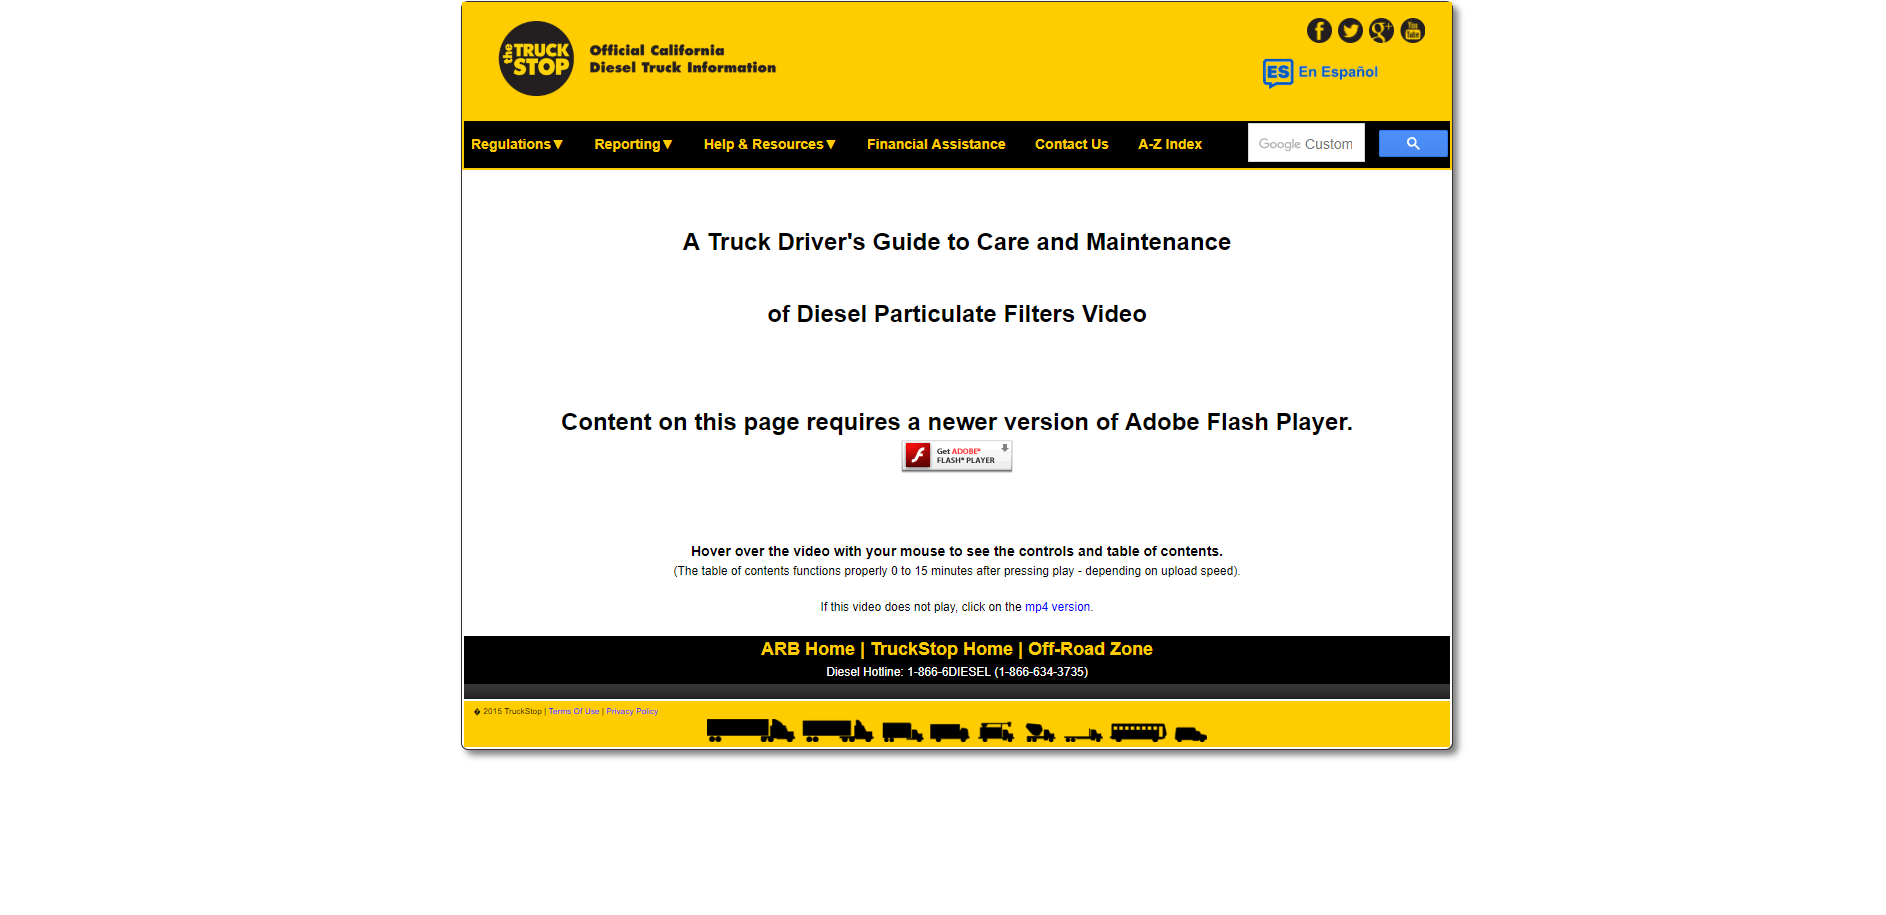 the TRUCK STOP
Official California
Diesel Truck Information
You Tube
ES En Español
Regulations▼ Reporting▼ Help & Resources▼ Financial Assistance Contact Us A-Z Index Google Custom
A Truck Driver's Guide to Care and Maintenance
of Diesel Particulate Filters Video
Content on this page requires a newer version of Adobe Flash Player.
Get ADOBE®
FLASH® PLAYER
Hover over the video with your mouse to see the controls and table of contents.
(The table of contents functions properly 0 to 15 minutes after pressing play - depending on upload speed).
If this video does not play, click on the mp4 version.
ARB Home | TruckStop Home | Off-Road Zone
Diesel Hotline: 1-866-6DIESEL (1-866-634-3735)
� 2015 TruckStop | Terms Of Use | Privacy Policy